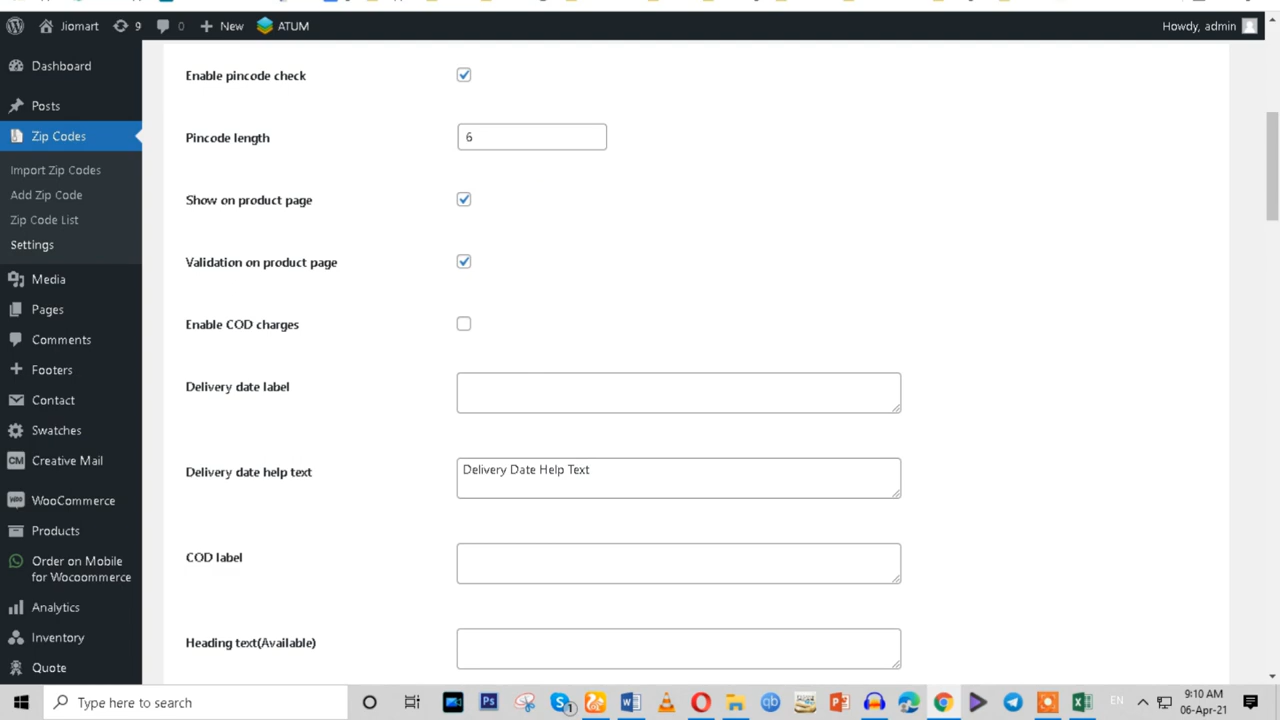 Jiomart 9 0 New ATUM Howdy, admin
Dashboard
Posts
Zip Codes
Import Zip Codes
Add Zip Code
Zip Code List
Settings
Media
Pages
Comments
Footers
Contact
Swatches
CM Creative Mail
WooCommerce
Products
Order on Mobile
for Wocoommerce
Analytics
Inventory
Quote
Enable pincode check
Pincode length 6
Show on product page
Validation on product page
Enable COD charges
Delivery date label
Delivery date help text Delivery Date Help Text
COD label
Heading text(Available)
Type here to search
EN
9:10 AM
06-Apr-21